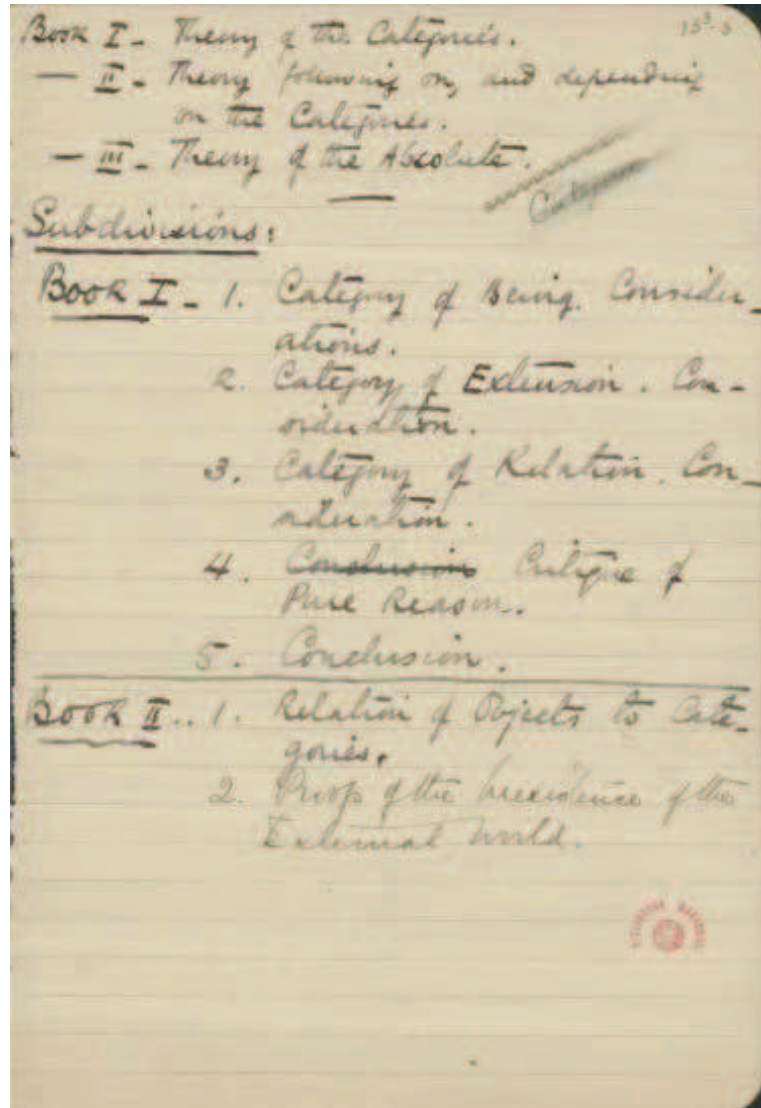 Book I - Theory of the Categories.
— II - Theory following on, and depending
on the Categories.
— III - Theory of the Absolute.
Subdivisions:
Book I - 1. Category of Being. Consider-
ations.
2. Category of Extension. Con-
sideration.
3. Category of Relation. Con-
sideration.
4. Conclusion Critique of
Pure Reason.
5. Conclusion.
Book II .. 1. Relation of Objects to Cate-
gories.
2. Proof of the Inexistence of the
External World.